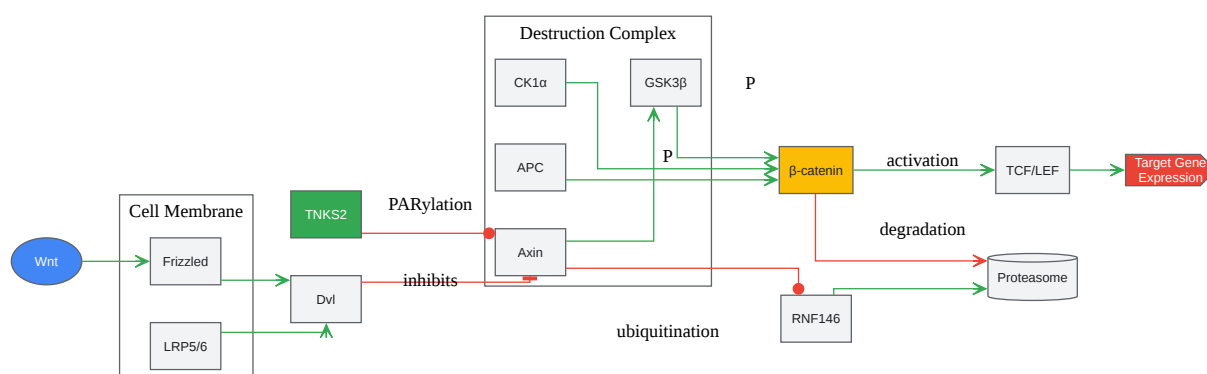 Destruction Complex
CK1α
GSK3β
P
APC
P
β-catenin
activation
TCF/LEF
Target Gene
Expression
Cell Membrane
TNKS2
PARylation
degradation
Wnt
Frizzled
Axin
Proteasome
Dvl
inhibits
RNF146
LRP5/6
ubiquitination